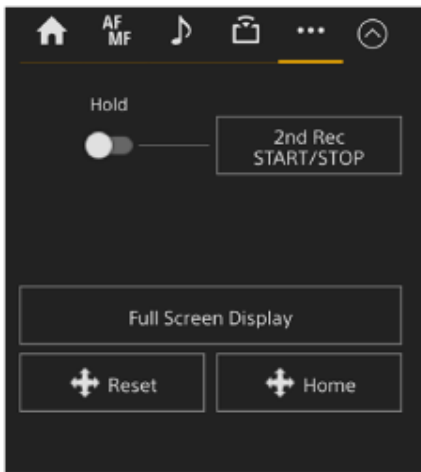 AF
MF
Hold
2nd Rec
START/STOP
Full Screen Display
Reset
Home